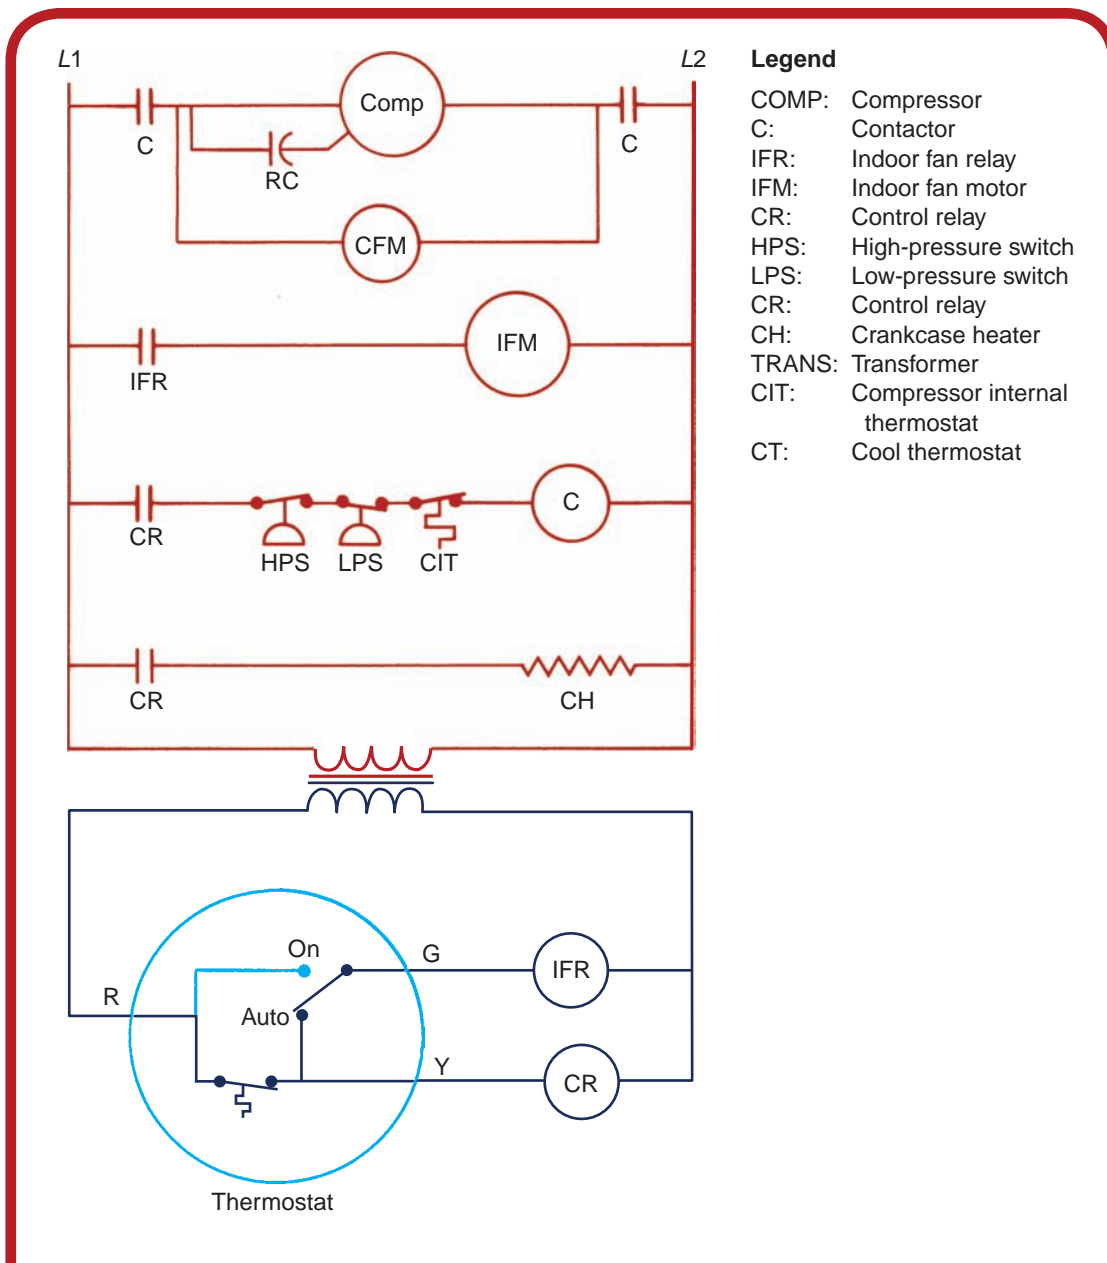 L1
L2
Comp
C
C
RC
CFM
IFM
IFR
C
CR
HPS
LPS
CIT
CR
CH
On
G
IFR
R
Auto
Y
CR
Thermostat
Legend
COMP: Compressor
C: Contactor
IFR: Indoor fan relay
IFM: Indoor fan motor
CR: Control relay
HPS: High-pressure switch
LPS: Low-pressure switch
CR: Control relay
CH: Crankcase heater
TRANS: Transformer
CIT: Compressor internal
thermostat
CT: Cool thermostat